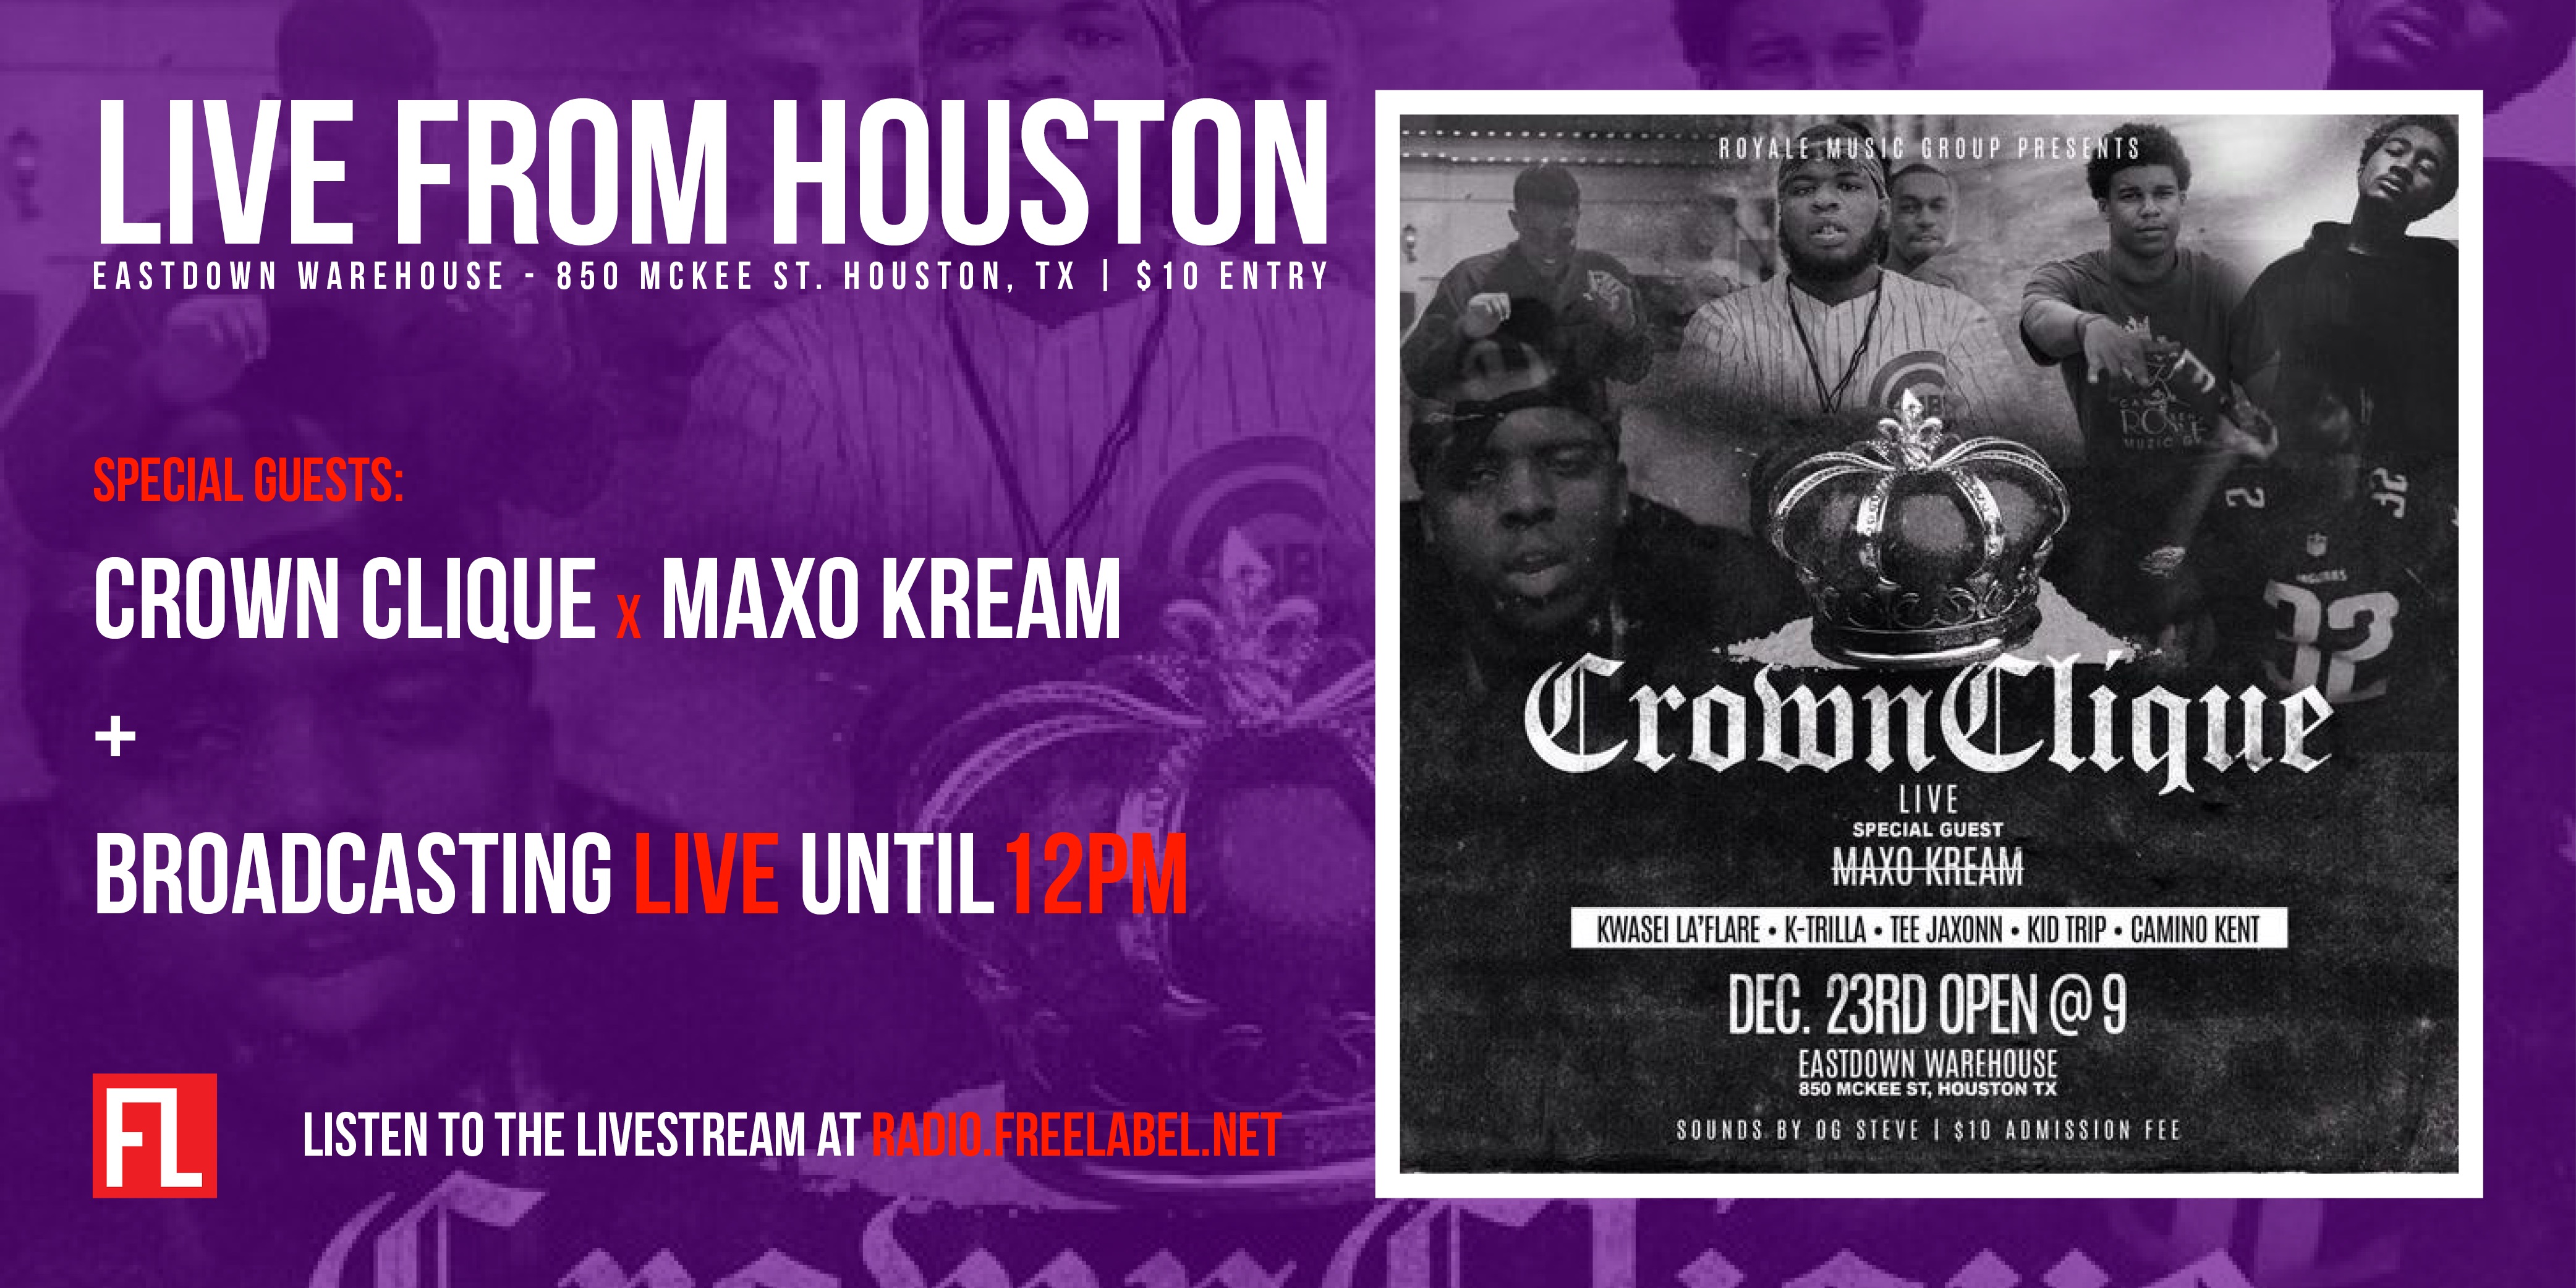 LIVE FROM HOUSTON
EASTDOWN WAREHOUSE - 850 MCKEE ST. HOUSTON, TX | $10 ENTRY
SPECIAL GUESTS:
CROWN CLIQUE X MAXO KREAM
+
BROADCASTING LIVE UNTIL 12PM
FL
LISTEN TO THE LIVESTREAM AT RADIO.FREELABEL.NET
ROYALE MUSIC GROUP PRESENTS
32
CrownClique
LIVE
SPECIAL GUEST
MAXO KREAM
KWASEI LA'FLARE • K-TRILLA • TEE JAXONN • KID TRIP • CAMINO KENT
DEC. 23RD OPEN @ 9
EASTDOWN WAREHOUSE
850 MCKEE ST, HOUSTON TX
SOUNDS BY OG STEVE | $10 ADMISSION FEE